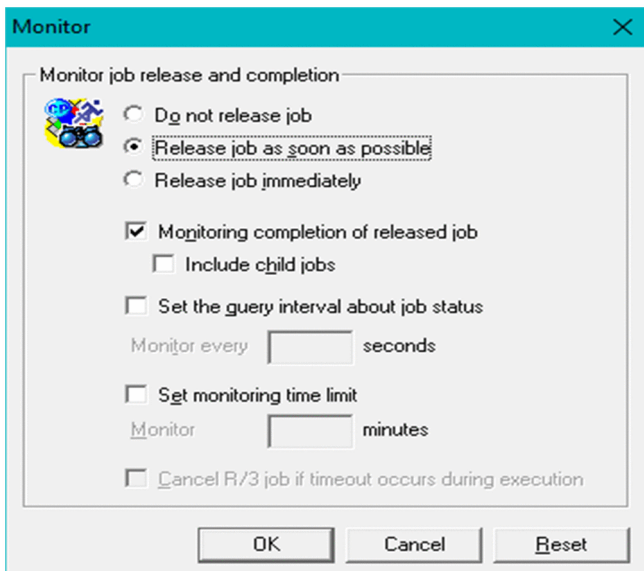 Monitor
Monitor job release and completion
Do not release job
Release job as soon as possible
Release job immediately
Monitoring completion of released job
Include child jobs
Set the query interval about job status
Monitor every seconds
Set monitoring time limit
Monitor minutes
Cancel R/3 job if timeout occurs during execution
OK Cancel Reset